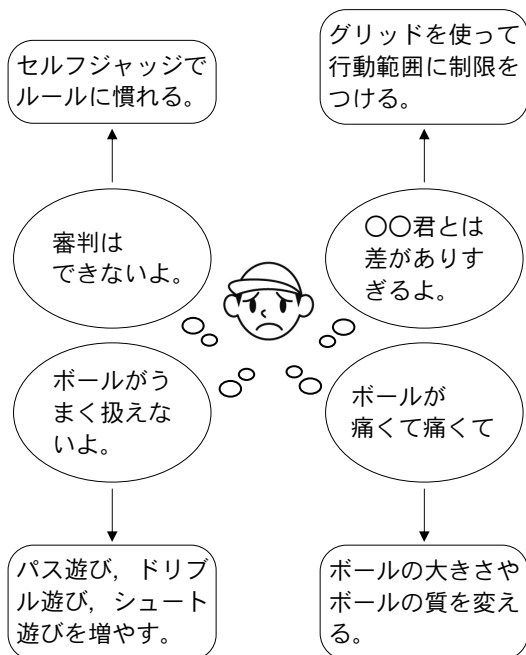 セルフジャッジで
ルールに慣れる。
グリッドを使って
行動範囲に制限を
つける。
審判は
できないよ。
〇〇君とは
差がありす
ぎるよ。
ボールがう
まく扱えな
いよ。
ボールが
痛くて痛くて
パス遊び，ドリブ
ル遊び，シュート
遊びを増やす。
ボールの大きさや
ボールの質を変え
る。